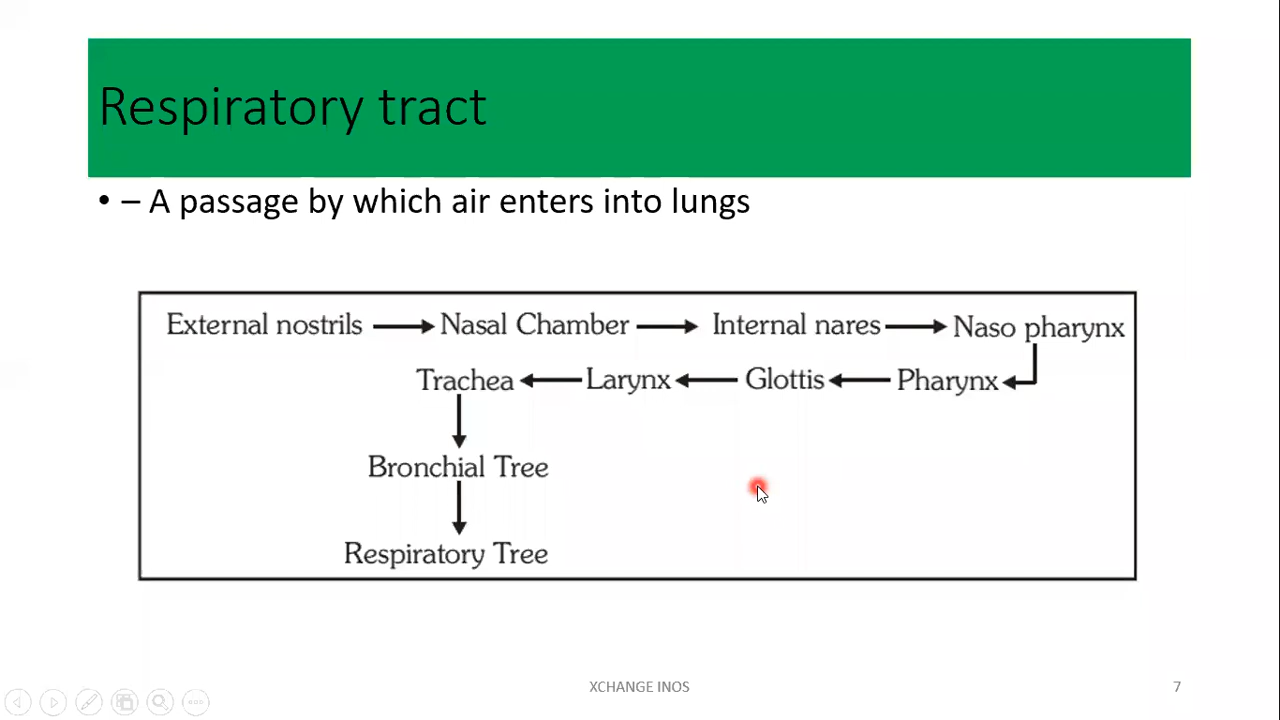 Respiratory tract
• – A passage by which air enters into lungs
External nostrils → Nasal Chamber → Internal nares → Naso pharynx
Trachea ← Larynx ← Glottis ← Pharynx
Bronchial Tree
Respiratory Tree
XCHANGE INOS
7